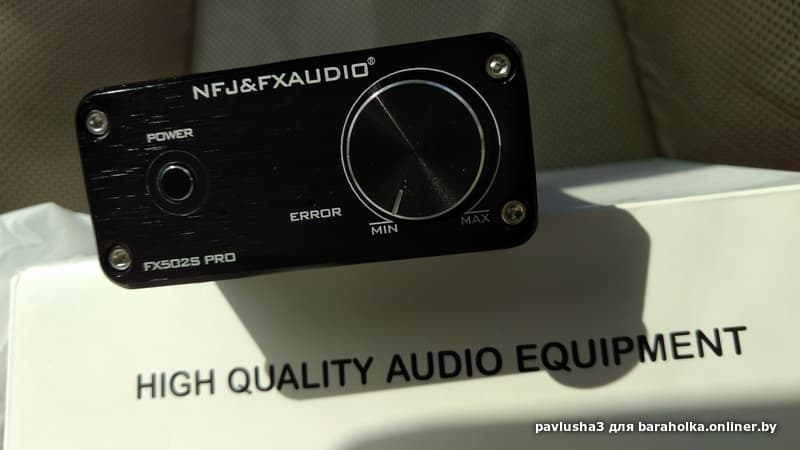 NFJ&FXAUDIO®
POWER
ERROR
MIN
MAX
FX502S PRO
HIGH QUALITY AUDIO EQUIPMENT
pavlusha3 для baraholka.onliner.by